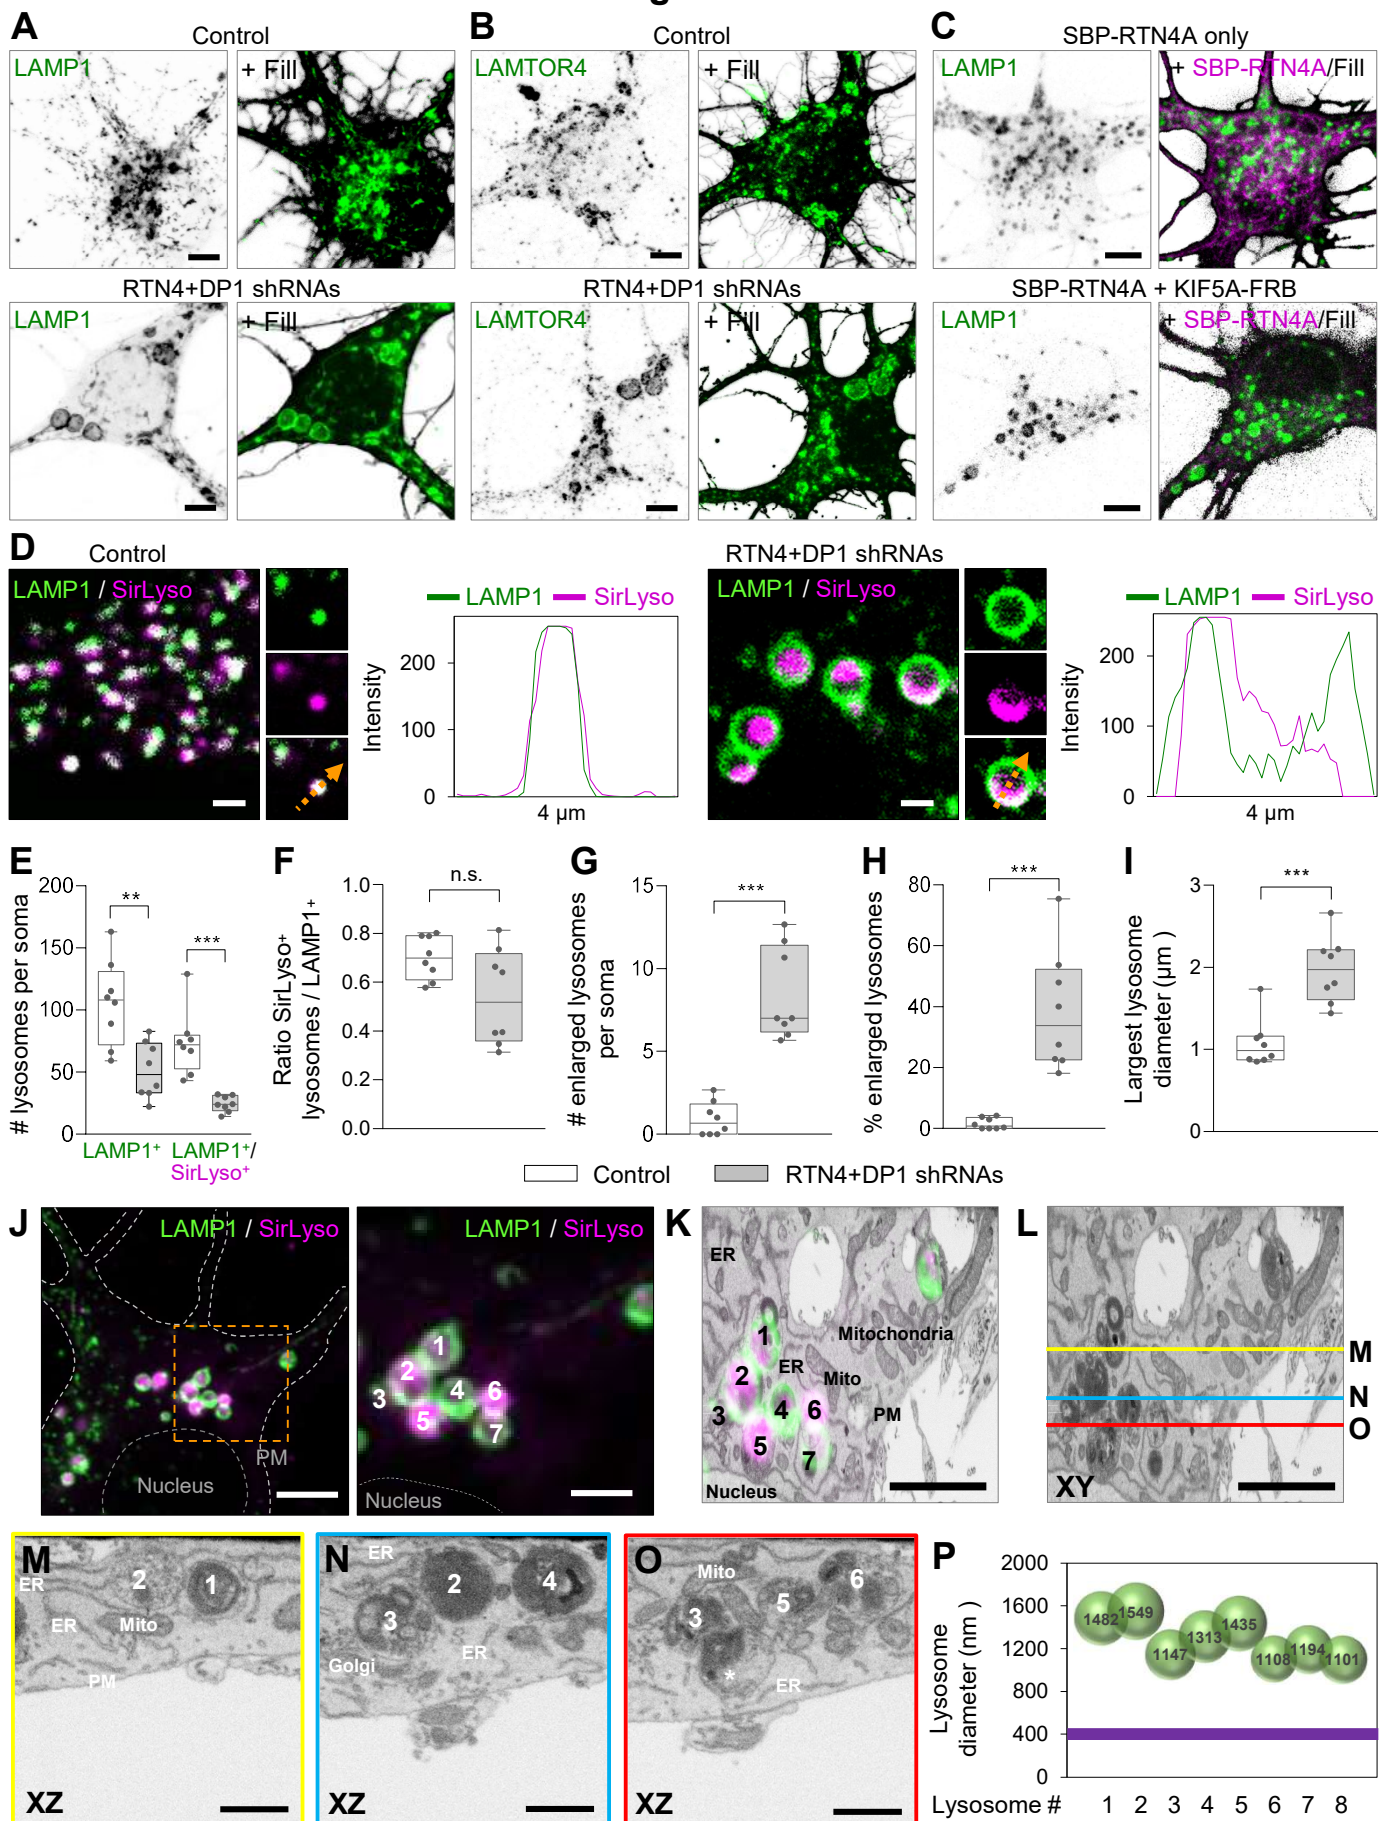 A
Control
LAMP1
+ Fill
RTN4+DP1 shRNAs
LAMP1
+ Fill
B
Control
LAMTOR4
+ Fill
RTN4+DP1 shRNAs
LAMTOR4
+ Fill
C
SBP-RTN4A only
LAMP1
+ SBP-RTN4A/Fill
SBP-RTN4A + KIF5A-FRB
LAMP1
+ SBP-RTN4A/Fill
D
Control
LAMP1 / SirLyso
LAMP1 SirLyso
Intensity
200
100
0
4 µm
RTN4+DP1 shRNAs
LAMP1 / SirLyso
LAMP1 SirLyso
Intensity
200
100
0
4 µm
E
# lysosomes per soma
200
150
100
50
0
**
***
LAMP1+
LAMP1+/
SirLyso+
F
Ratio SirLyso+
lysosomes / LAMP1+
1.0
0.8
0.6
0.4
0.2
0.0
n.s.
G
# enlarged lysosomes
per soma
15
10
5
0
***
H
% enlarged lysosomes
80
60
40
20
0
***
I
Largest lysosome
diameter (µm )
3
2
1
0
***
Control
RTN4+DP1 shRNAs
J
LAMP1 / SirLyso
PM
Nucleus
LAMP1 / SirLyso
1
2
3
4
5
6
7
Nucleus
K
ER
1
Mitochondria
ER
2
Mito
3
4
6
PM
5
7
Nucleus
L
M
N
O
XY
M
ER
2
1
ER
Mito
PM
XZ
N
ER
2
4
3
ER
Golgi
XZ
O
Mito
6
5
3
*
ER
XZ
P
Lysosome
diameter (nm )
2000
1600
1200
800
400
0
1482
1549
1147
1313
1435
1108
1194
1101
Lysosome # 1 2 3 4 5 6 7 8